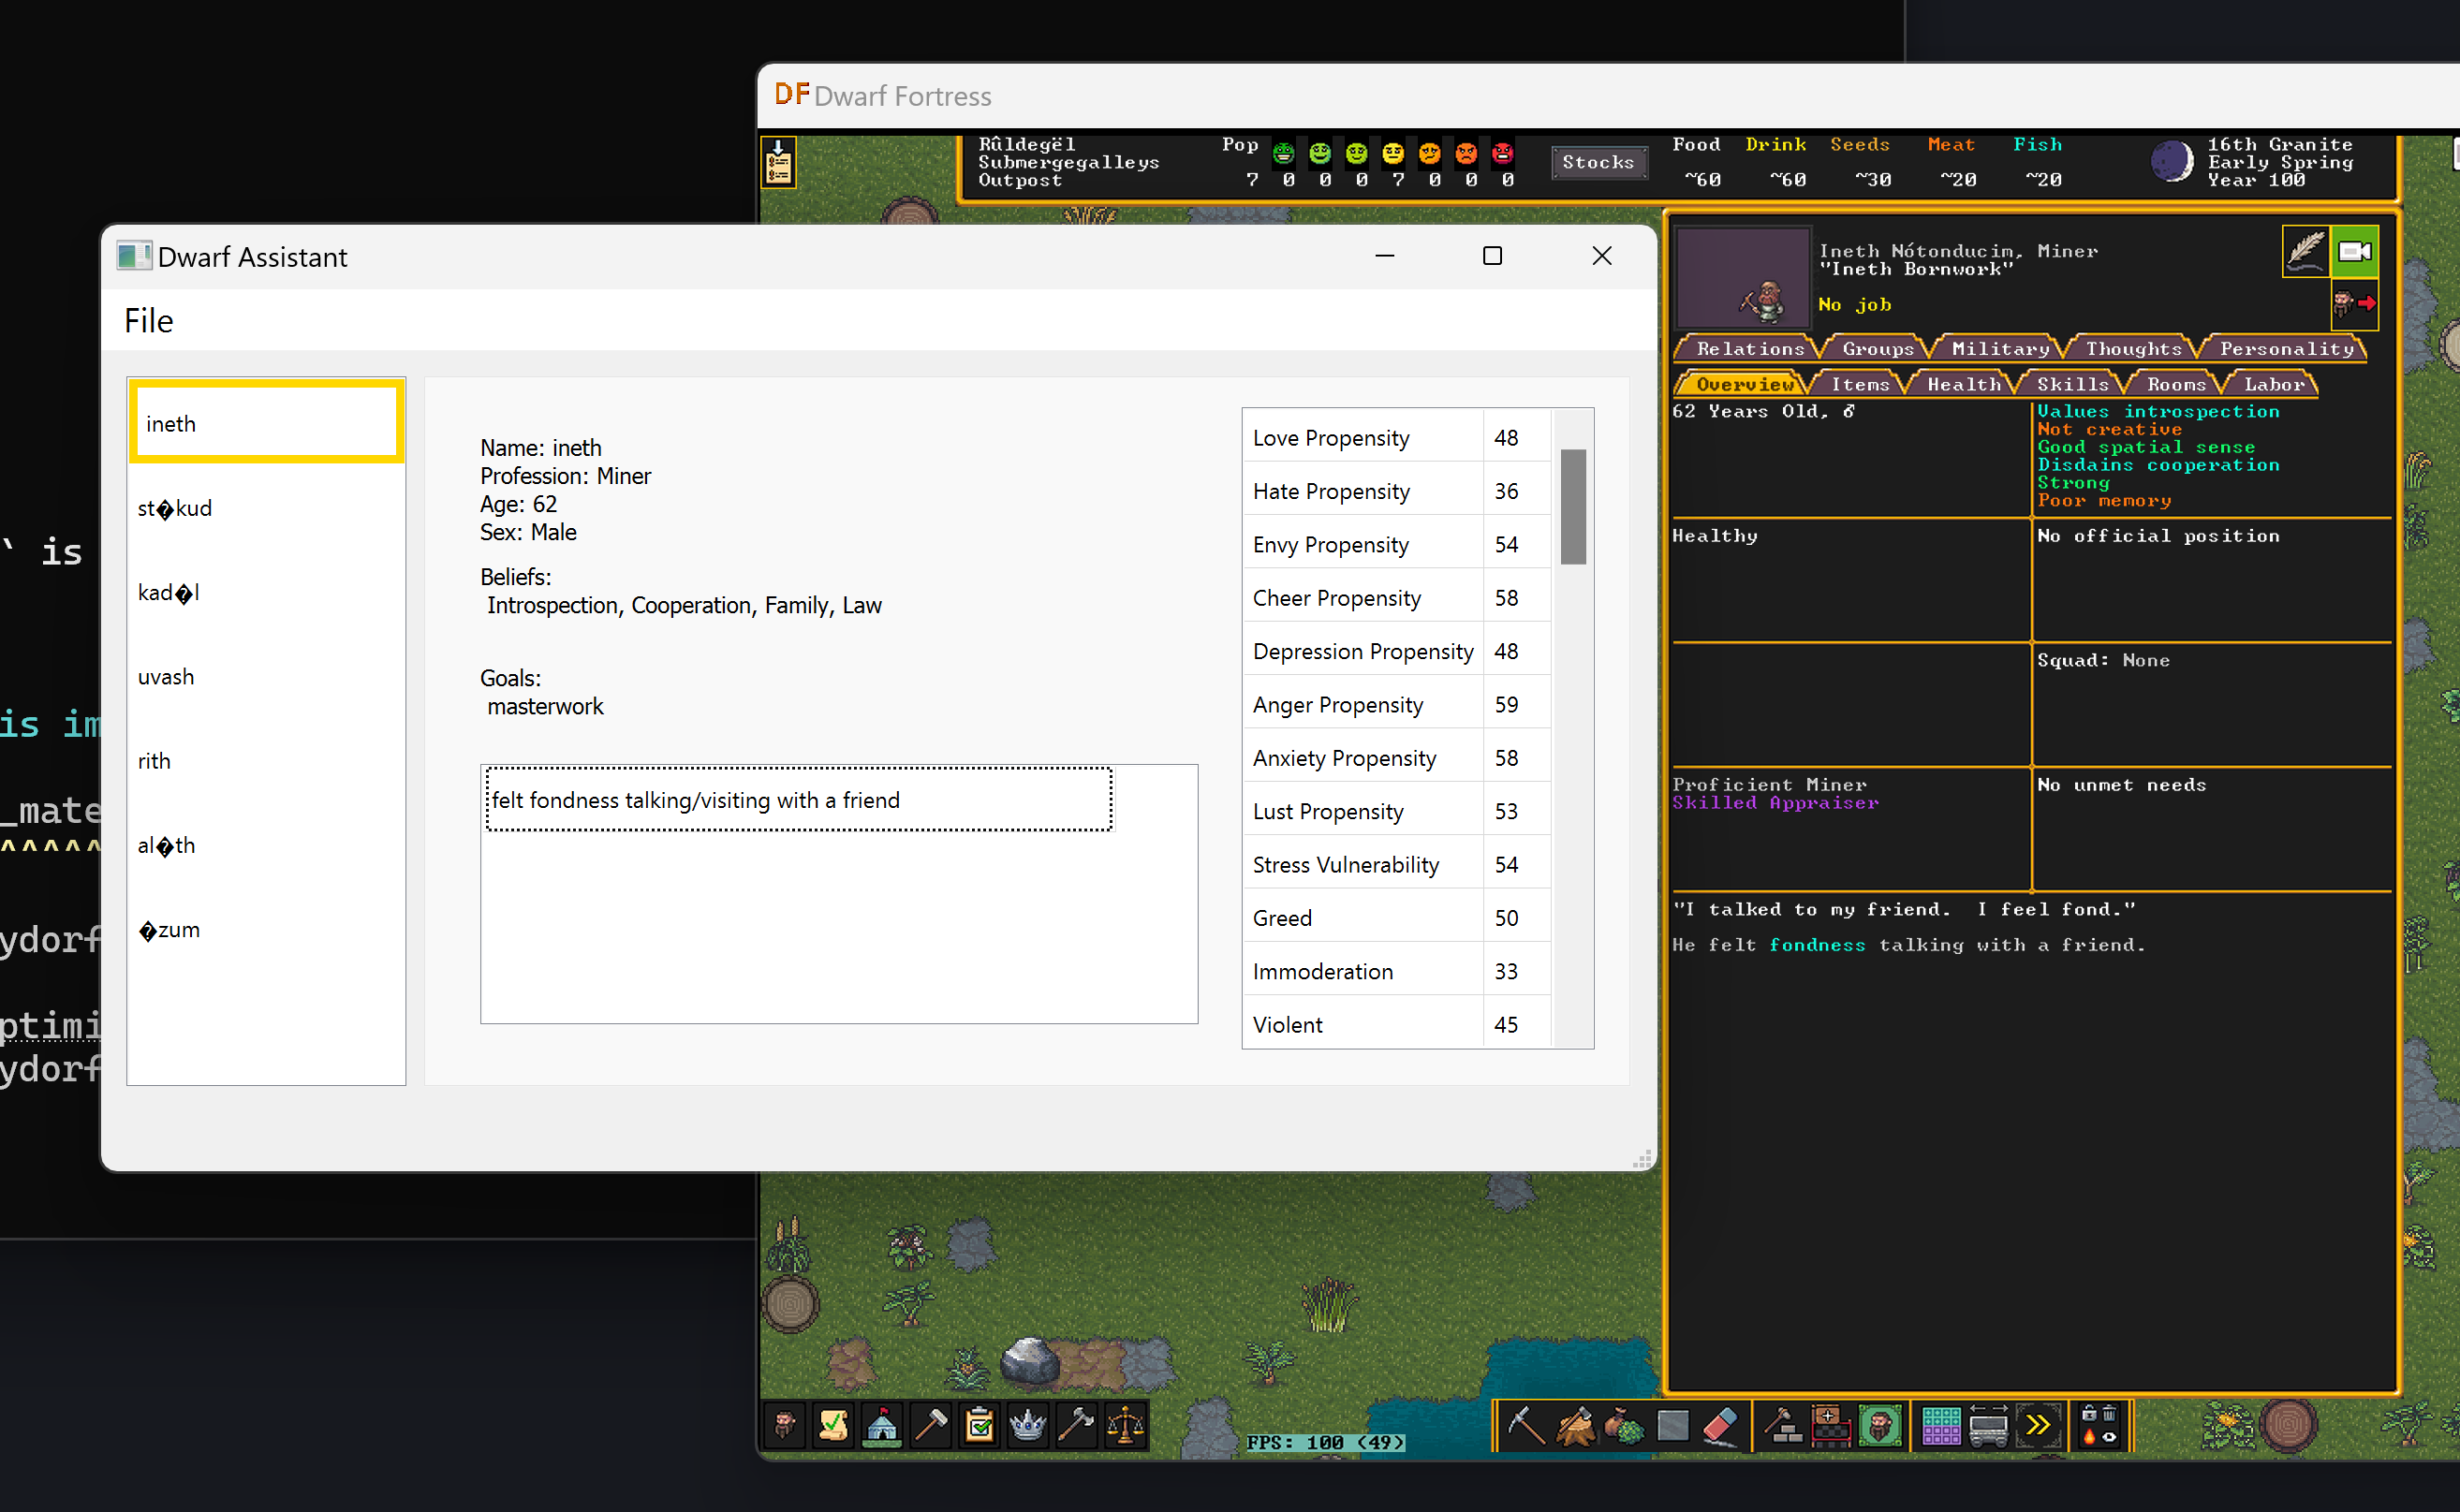 DF Dwarf Fortress
Rûldegël
Submergegalleys
Outpost
Pop
7 0 0 0 7 0 0 0
Stocks
Food Drink Seeds Meat Fish
~60 ~60 ~30 ~20 ~20
16th Granite
Early Spring
Year 100
Dwarf Assistant
File
ineth
st�kud
kad�l
uvash
rith
al�th
�zum
Name: ineth
Profession: Miner
Age: 62
Sex: Male
Beliefs:
Introspection, Cooperation, Family, Law
Goals:
masterwork
felt fondness talking/visiting with a friend
Love Propensity 48
Hate Propensity 36
Envy Propensity 54
Cheer Propensity 58
Depression Propensity 48
Anger Propensity 59
Anxiety Propensity 58
Lust Propensity 53
Stress Vulnerability 54
Greed 50
Immoderation 33
Violent 45
Ineth Nótonducim, Miner
"Ineth Bornwork"
No job
Relations Groups Military Thoughts Personality
Overview Items Health Skills Rooms Labor
62 Years Old, ♂
Values introspection
Not creative
Good spatial sense
Disdains cooperation
Strong
Poor memory
Healthy
No official position
Squad: None
Proficient Miner
Skilled Appraiser
No unmet needs
"I talked to my friend. I feel fond."
He felt fondness talking with a friend.
FPS: 100 (49)
` is
is im
_mate
^^^^^
ydorf
ptimi
ydorf